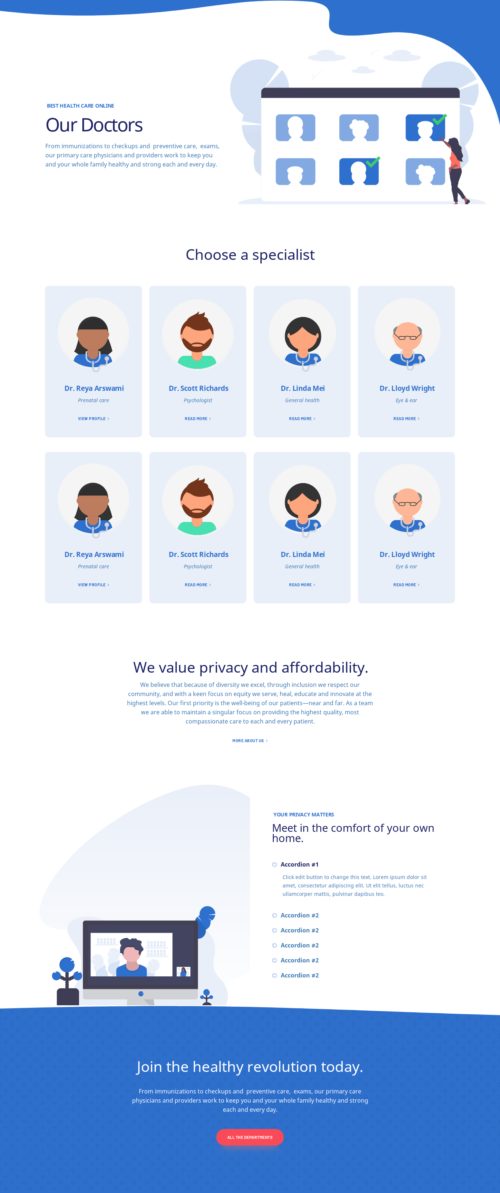 BEST HEALTH CARE ONLINE
Our Doctors
From immunizations to checkups and preventive care, exams,
our primary care physicians and providers work to keep you
and your whole family healthy and strong each and every day.
Choose a specialist
Dr. Reya Arswami
Prenatal care
VIEW PROFILE
Dr. Scott Richards
Psychologist
READ MORE
Dr. Linda Mei
General health
READ MORE
Dr. Lloyd Wright
Eye & ear
READ MORE
Dr. Reya Arswami
Prenatal care
VIEW PROFILE
Dr. Scott Richards
Psychologist
READ MORE
Dr. Linda Mei
General health
READ MORE
Dr. Lloyd Wright
Eye & ear
READ MORE
We value privacy and affordability.
We believe that because of diversity we excel, through inclusion we respect our
community, and with a keen focus on equity we serve, heal, educate and innovate at the
highest levels. Our first priority is the well-being of our patients—near and far. As a team
we are able to maintain a singular focus on providing the highest quality, most
compassionate care to each and every patient.
MORE ABOUT US
YOUR PRIVACY MATTERS
Meet in the comfort of your own
home.
Accordion #1
Click edit button to change this text. Lorem ipsum dolor sit
amet, consectetur adipiscing elit. Ut elit tellus, luctus nec
ullamcorper mattis, pulvinar dapibus leo.
Accordion #2
Accordion #2
Accordion #2
Accordion #2
Accordion #2
Join the healthy revolution today.
From immunizations to checkups and preventive care, exams, our primary care
physicians and providers work to keep you and your whole family healthy and strong
each and every day.
ALL THE DEPARTMENTS